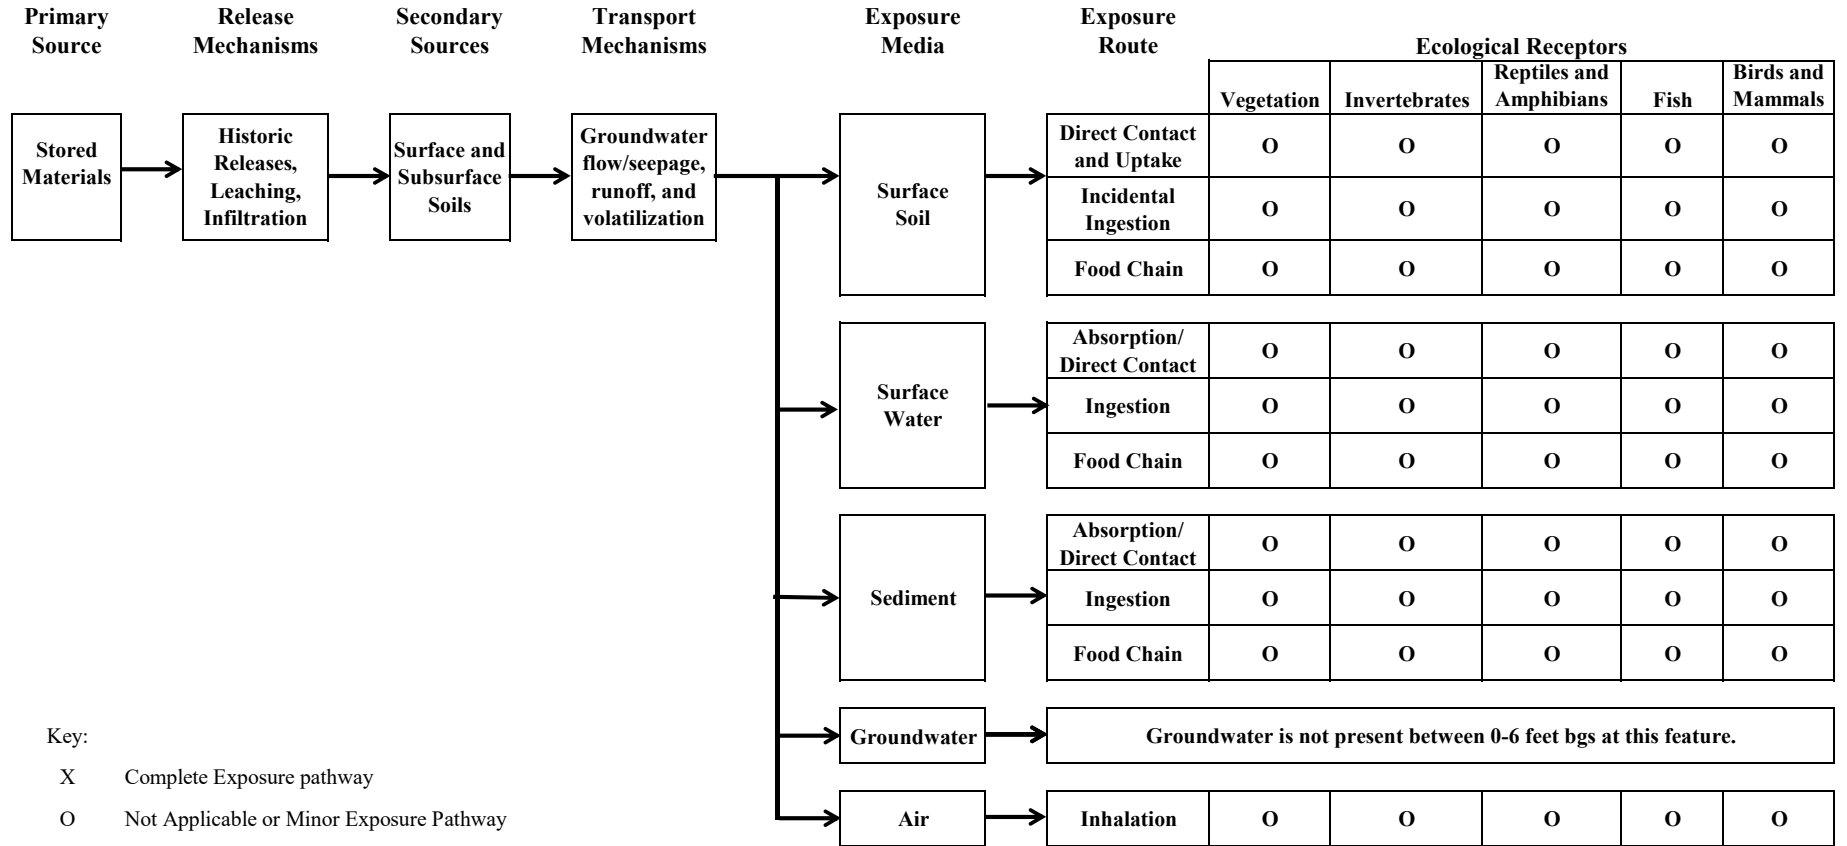 Primary
Source
Release
Mechanisms
Secondary
Sources
Transport
Mechanisms
Exposure
Media
Exposure
Route
Ecological Receptors
Vegetation
Invertebrates
Reptiles and
Amphibians
Fish
Birds and
Mammals
Stored
Materials
Historic
Releases,
Leaching,
Infiltration
Surface and
Subsurface
Soils
Groundwater
flow/seepage,
runoff, and
volatilization
Surface
Soil
Direct Contact
and Uptake
O O O O O
Incidental
Ingestion
O O O O O
Food Chain O O O O O
Surface
Water
Absorption/
Direct Contact
O O O O O
Ingestion O O O O O
Food Chain O O O O O
Sediment
Absorption/
Direct Contact
O O O O O
Ingestion O O O O O
Food Chain O O O O O
Groundwater
Groundwater is not present between 0-6 feet bgs at this feature.
Air
Inhalation O O O O O
Key:
X Complete Exposure pathway
O Not Applicable or Minor Exposure Pathway